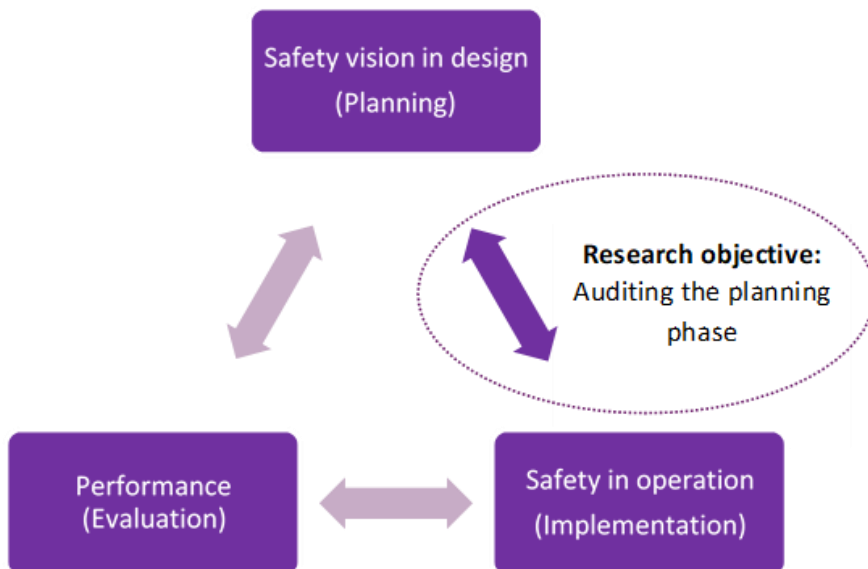 Safety vision in design
(Planning)
Research objective:
Auditing the planning
phase
Performance
(Evaluation)
Safety in operation
(Implementation)